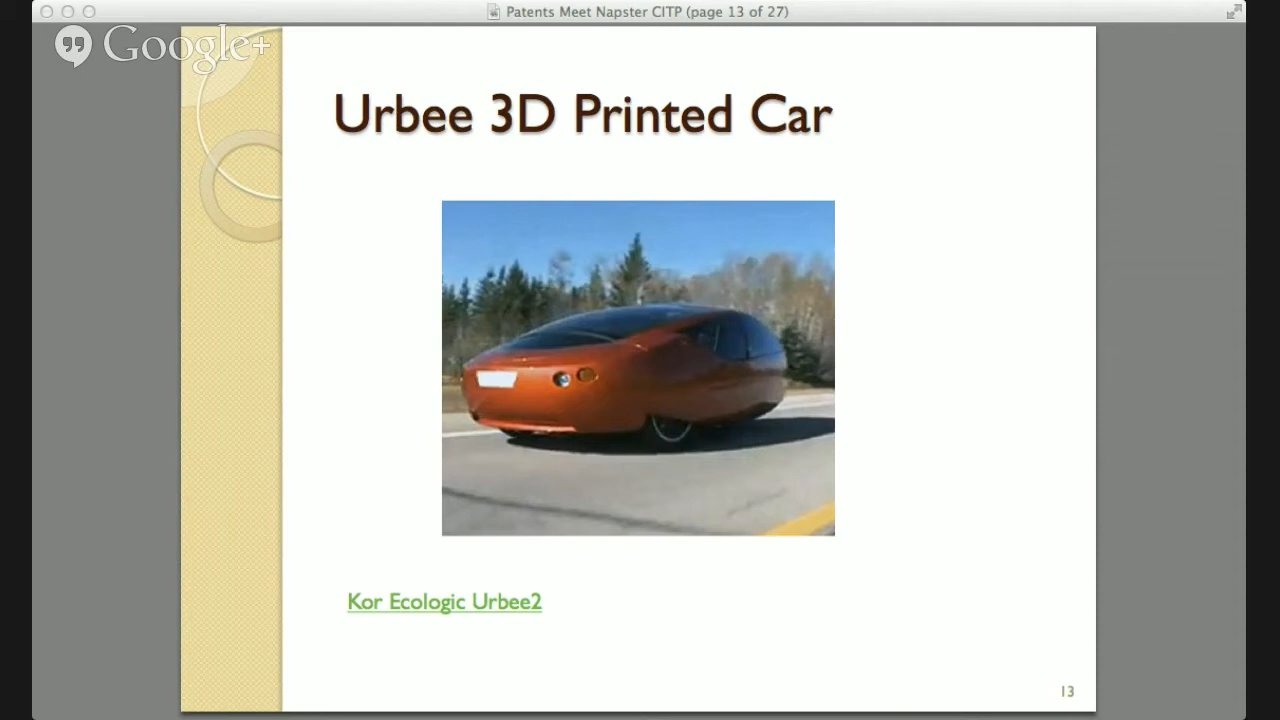 Patents Meet Napster CITP (page 13 of 27)
Google+
Urbee 3D Printed Car
Kor Ecologic Urbee2
13